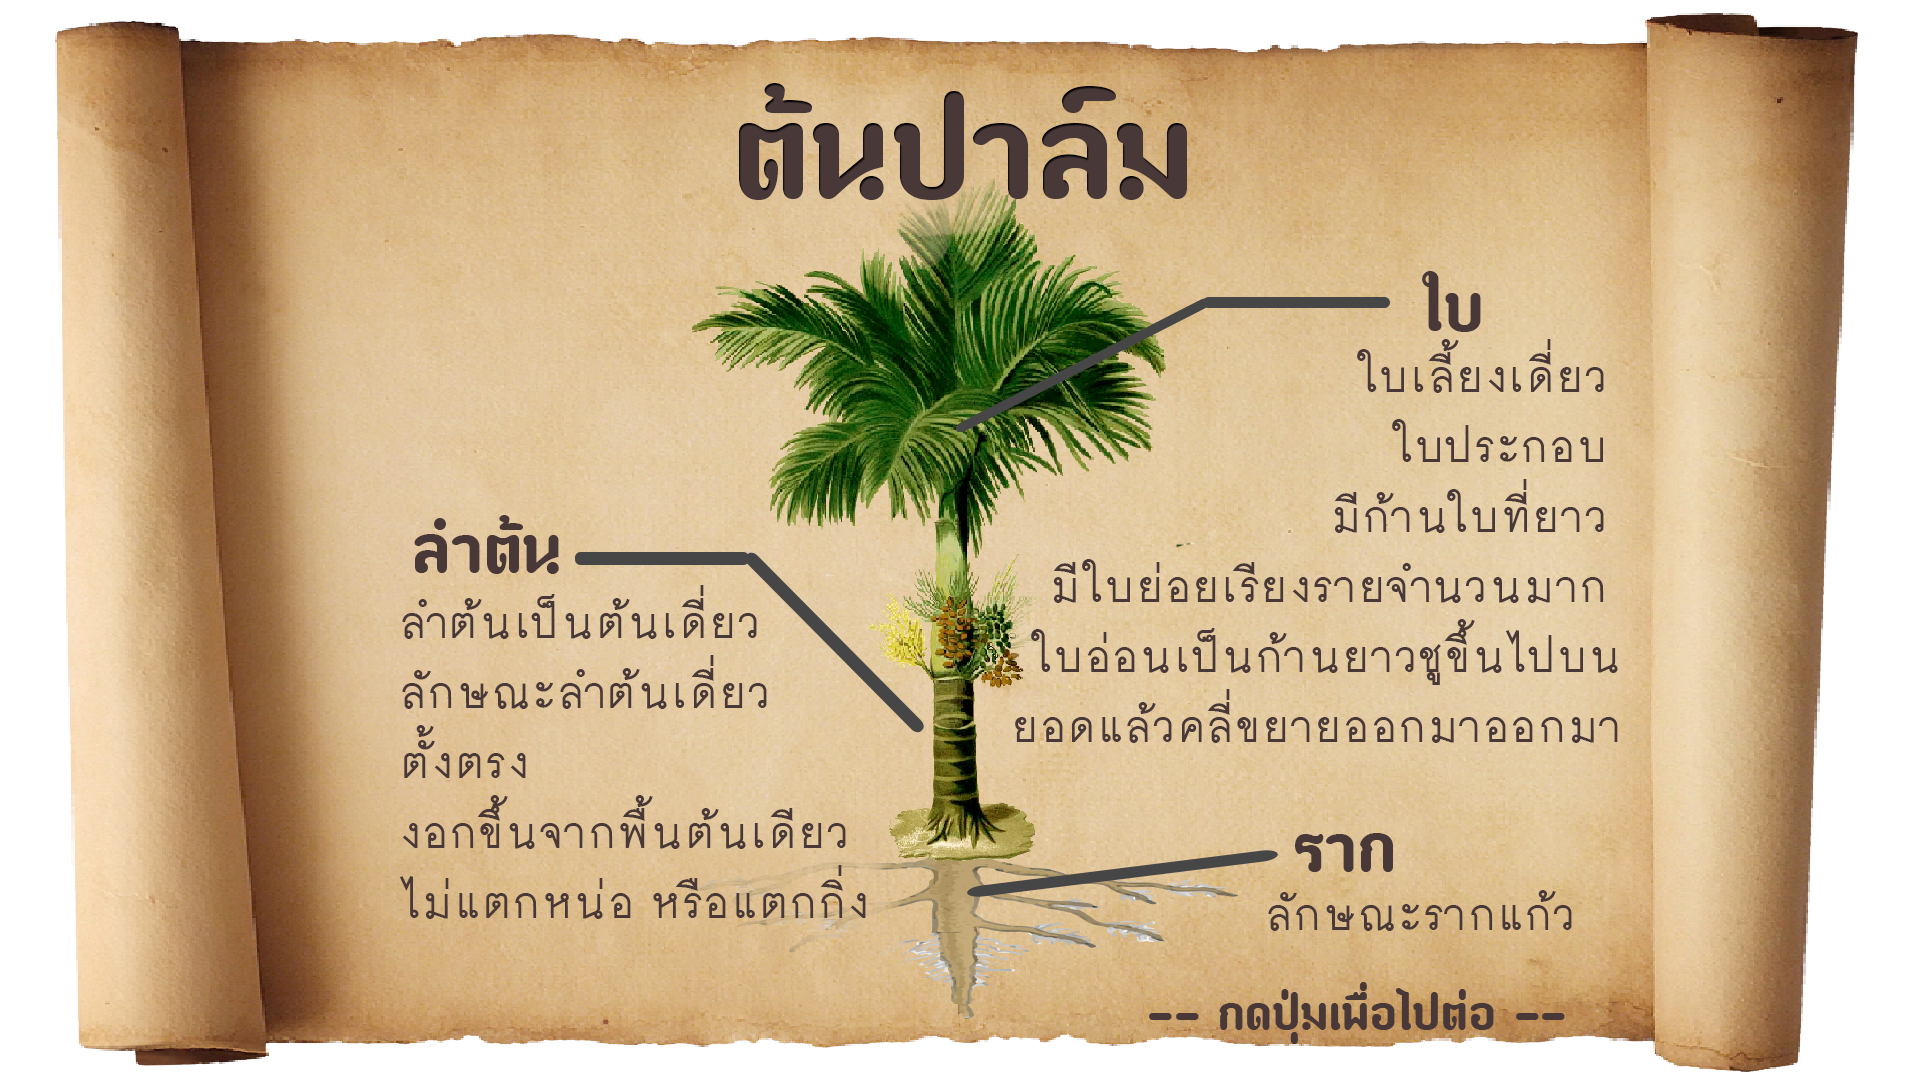 ต้นปาล์ม
ใบ
ใบเลี้ยงเดี่ยว
ใบประกอบ
มีก้านใบที่ยาว
มีใบย่อยเรียงรายจำนวนมาก
ใบอ่อนเป็นก้านยาวชูขึ้นไปบน
ยอดแล้วคลี่ขยายออกมาออกมา
ลำต้น
ลำต้นเป็นต้นเดี่ยว
ลักษณะลำต้นเดี่ยว
ตั้งตรง
งอกขึ้นจากพื้นต้นเดียว
ไม่แตกหน่อ หรือแตกกิ่ง
ราก
ลักษณะรากแก้ว
-- กดปุ่มเพื่อไปต่อ --